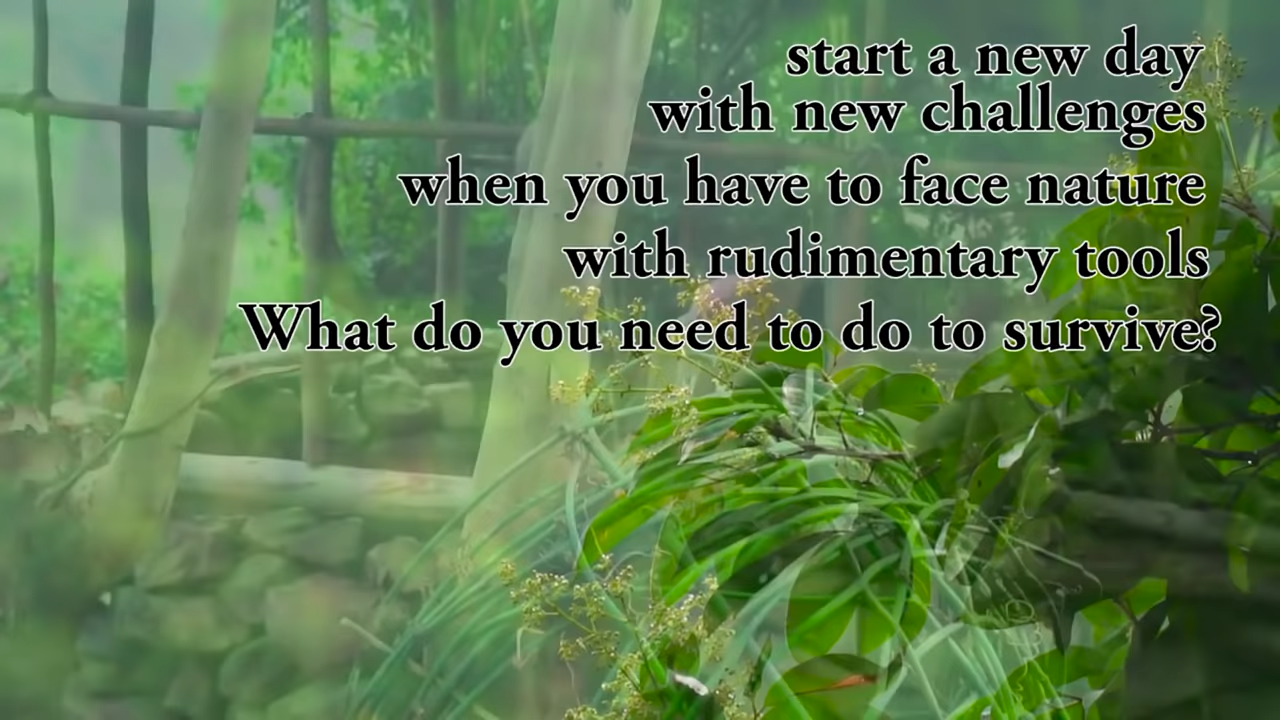 start a new day
with new challenges
when you have to face nature
with rudimentary tools
What do you need to do to survive?